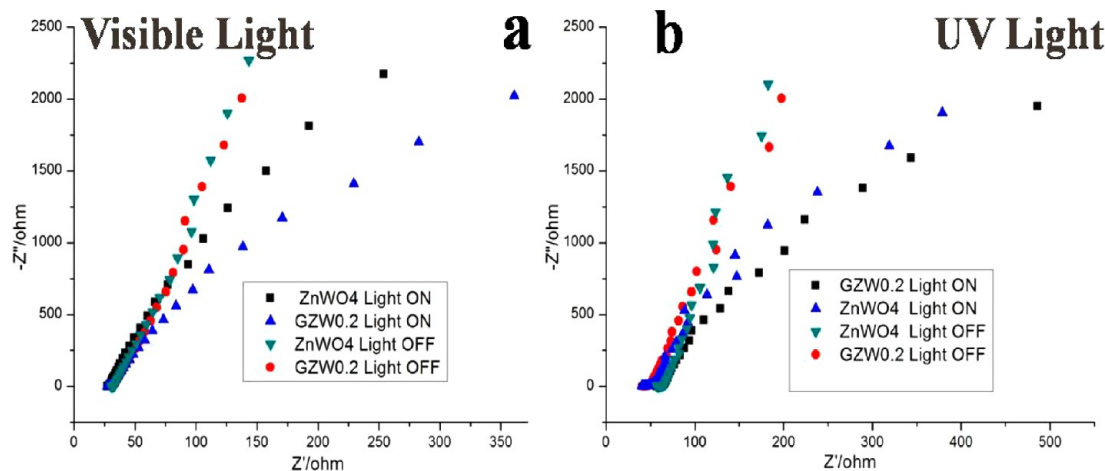 Visible Light
a
2500
2000
1500
1000
500
0
-Z"/ohm
ZnWO4 Light ON
GZW0.2 Light ON
ZnWO4 Light OFF
GZW0.2 Light OFF
0 50 100 150 200 250 300 350
Z'/ohm
b
UV Light
2500
2000
1500
1000
500
0
-Z"/ohm
GZW0.2 Light ON
ZnWO4 Light ON
ZnWO4 Light OFF
GZW0.2 Light OFF
0 100 200 300 400 500
Z'/ohm